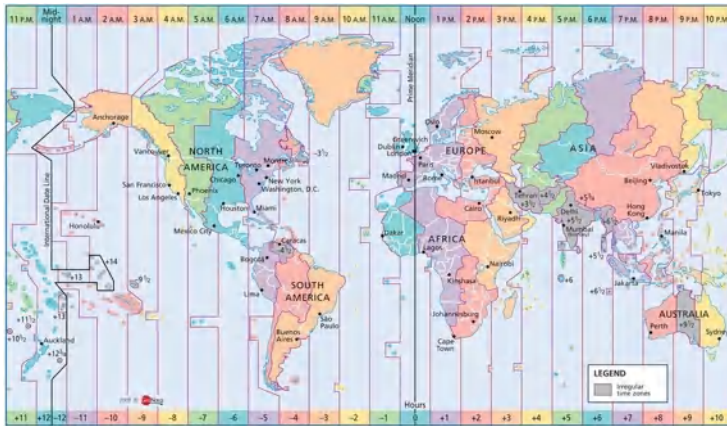 11 P.M. Mid-night 1 A.M. 2 A.M. 3 A.M. 4 A.M. 5 A.M. 6 A.M. 7 A.M. 8 A.M. 9 A.M. 10 A.M. 11 A.M. Noon 1 P.M. 2 P.M. 3 P.M. 4 P.M. 5 P.M. 6 P.M. 7 P.M. 8 P.M. 9 P.M. 10 P.M.
International Date Line
Prime Meridian
Anchorage
Vancouver
San Francisco
Los Angeles
Phoenix
NORTH
AMERICA
Chicago
Toronto
New York
Washington, D.C.
Houston
Miami
Mexico City
Honolulu
-3½
Caracas
-4½
Bogotá
Lima
SOUTH
AMERICA
São
Paulo
Buenos
Aires
+14
+13
-9½
+13
+11½
+10½
Auckland
+12¾
Oslo
Greenwich
Dublin
London
Paris
Madrid
Rome
EUROPE
Moscow
Istanbul
Cairo
Riyadh
Dakar
AFRICA
Lagos
Kinshasa
Nairobi
Johannesburg
Cape
Town
ASIA
Tehran
+3½
+4½
Delhi
+5½
Mumbai
+5¾
+5½
+6
+6½
+6½
Vladivostok
Beijing
Tokyo
Hong
Kong
Manila
Jakarta
AUSTRALIA
Perth
+9½
Sydney
LEGEND
Irregular
time zones
Hours
+11 +12 -12 -11 -10 -9 -8 -7 -6 -5 -4 -3 -2 -1 0 +1 +2 +3 +4 +5 +6 +7 +8 +9 +10